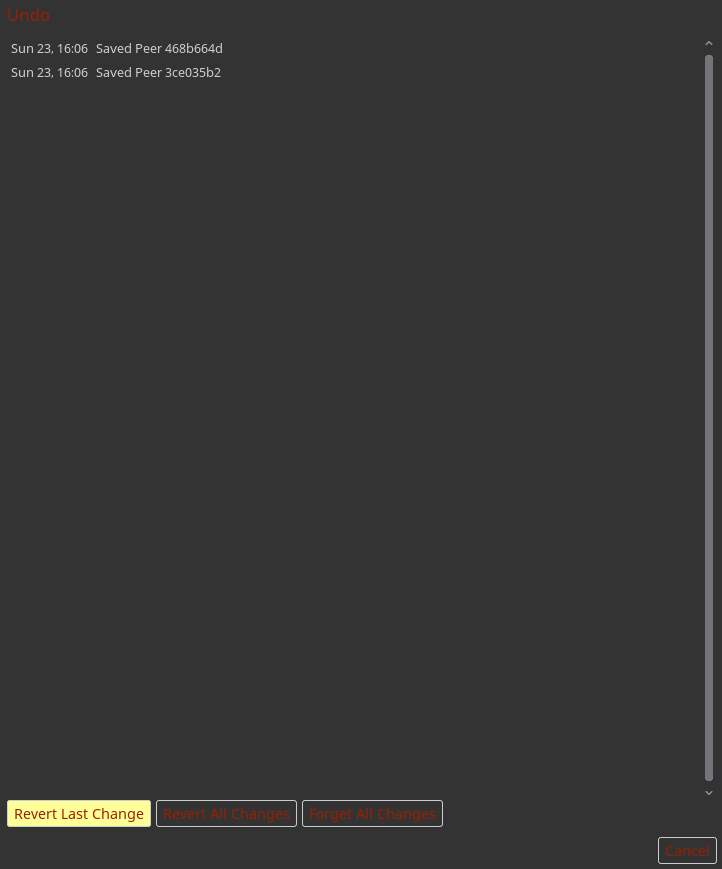 Undo
Sun 23, 16:06 Saved Peer 468b664d
Sun 23, 16:06 Saved Peer 3ce035b2
Revert Last Change Revert All Changes Forget All Changes
Cancel